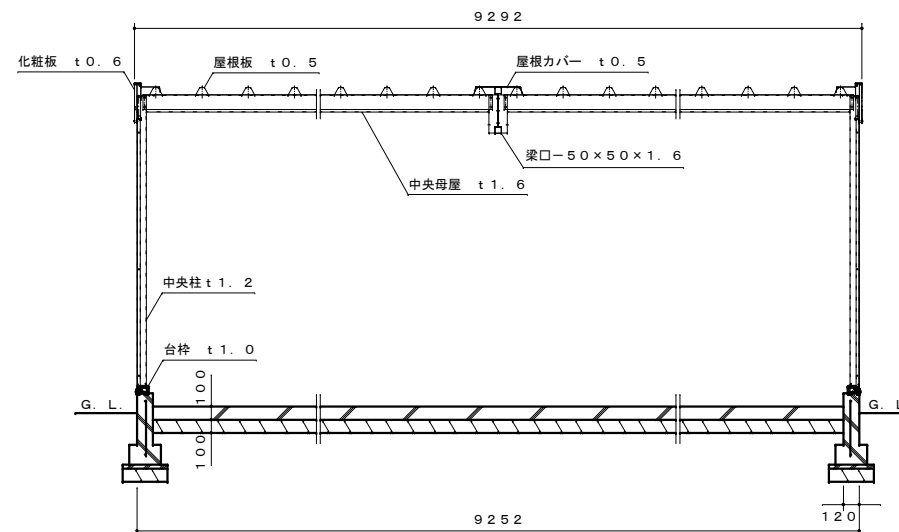 ９２９２
化粧板　ｔ０．６
屋根板　ｔ０．５
屋根カバー　ｔ０．５
梁口－５０×５０×１．６
中央母屋　ｔ１．６
中央柱ｔ１．２
台枠　ｔ１．０
１００
Ｇ．Ｌ．
Ｇ．Ｌ
１００
１２０
９２５２